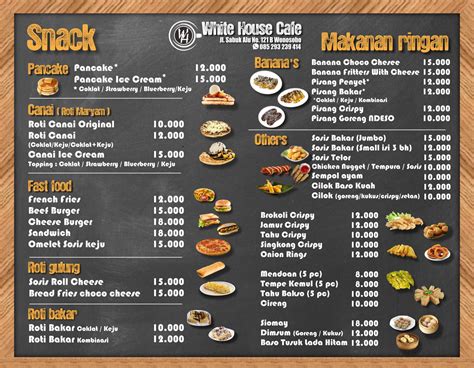 Snack
WH
White House Cafe
Jl. Sabuk Alu No. 121 B Wonosobo
085 293 239 414
Makanan ringan
Pancake
Pancake* 12.000
Pancake Ice Cream* 15.000
* Coklat / Strawberry / Blueberry/Keju
Canai ( Roti Maryam )
Roti Canai Original 10.000
Roti Canai 12.000
(Coklat/Keju/Coklat+Keju)
Canai Ice Cream 15.000
Topping : Coklat / Strawberry / Blueberry/Keju
Fast food
French Fries 12.000
Beef Burger 15.000
Cheese Burger 18.000
Sandwich 18.000
Omelet Sosis keju 15.000
Roti gulung
Sosis Roll Cheese 15.000
Bread Fries choco cheese 15.000
Roti bakar
Roti Bakar Coklat / Keju 10.000
Roti Bakar Kombinasi 12.000
Banana's
Banana Choco Cheese 15.000
Banana Fritters With Cheese 15.000
Pisang Penyet* 15.000
Pisang Bakar* 15.000
* Coklat / Keju / Kombinasi
Pisang Crispy 10.000
Pisang Goreng NDESO 10.000
Others
Sosis Bakar (Jumbo) 15.000
Sosis Bakar (Small isi 3 bh) 12.000
Sosis Telor 15.000
Chicken Nugget / Tempura / Sosis 10.000
Sempol ayam 10.000
Cilok Baso Kuah 12.000
Cilok (goreng/kukus/crispy/setan) 10.000
Brokoli Crispy 12.000
Jamur Crispy 12.000
Tahu Crispy 10.000
Singkong Crispy 10.000
Onion Rings 12.000
Mendoan (5 pc) 8.000
Tempe Kemul (5 pc) 8.000
Tahu Bakso (5 pc) 10.000
Cireng 10.000
Siomay 10.000
Dimsum (Goreng / Kukus) 12.000
Baso Tusuk Lada Hitam 12.000